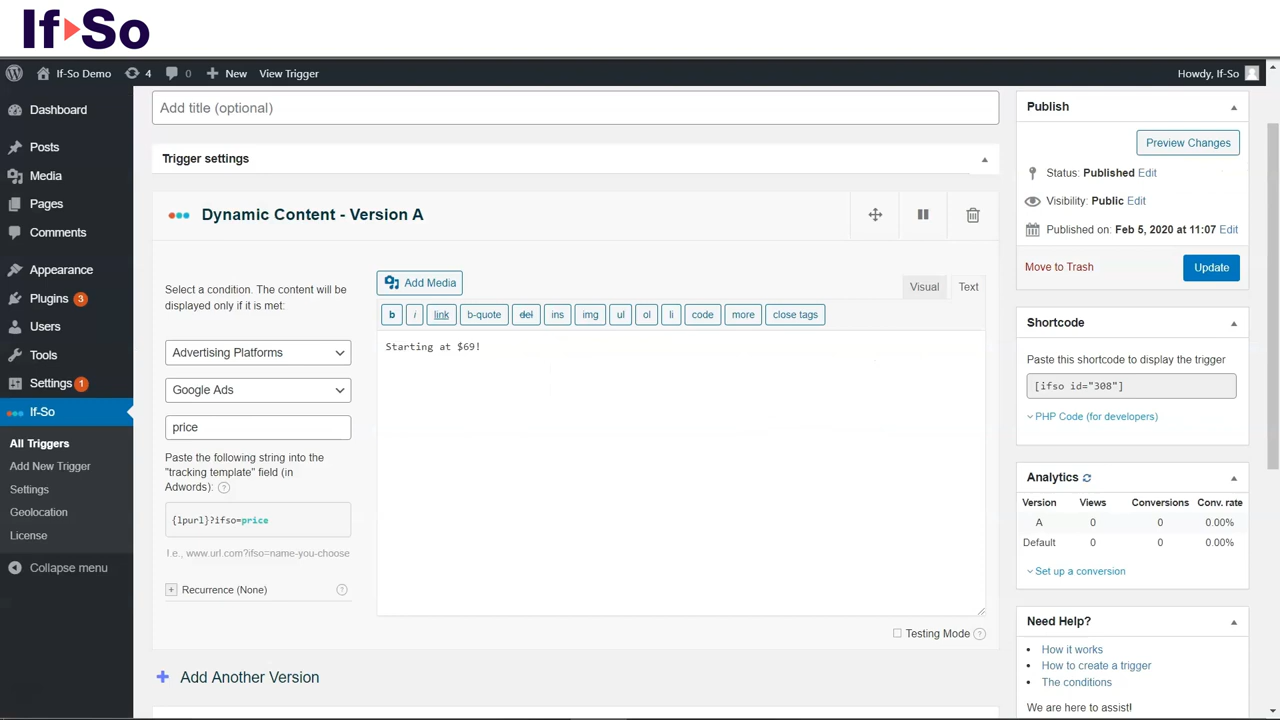 If-So
If-So Demo
4
0
New
View Trigger
Howdy, If-So
Dashboard
Posts
Media
Pages
Comments
Appearance
Plugins 3
Users
Tools
Settings 1
If-So
All Triggers
Add New Trigger
Settings
Geolocation
License
Collapse menu
Add title (optional)
Trigger settings
Dynamic Content - Version A
Select a condition. The content will be
displayed only if it is met:
Advertising Platforms
Google Ads
price
Paste the following string into the
"tracking template" field (in
Adwords): ?
{lpurl}?ifso=price
I.e., www.url.com?ifso=name-you-choose
+ Recurrence (None) ?
Add Media
Visual
Text
b
i
link
b-quote
del
ins
img
ul
ol
li
code
more
close tags
Starting at $69!
Testing Mode ?
+ Add Another Version
Publish
Preview Changes
Status: Published Edit
Visibility: Public Edit
Published on: Feb 5, 2020 at 11:07 Edit
Move to Trash
Update
Shortcode
Paste this shortcode to display the trigger
[ifso id="308"]
PHP Code (for developers)
Analytics
Version Views Conversions Conv. rate
A 0 0 0.00%
Default 0 0 0.00%
Set up a conversion
Need Help?
• How it works
• How to create a trigger
• The conditions
We are here to assist!